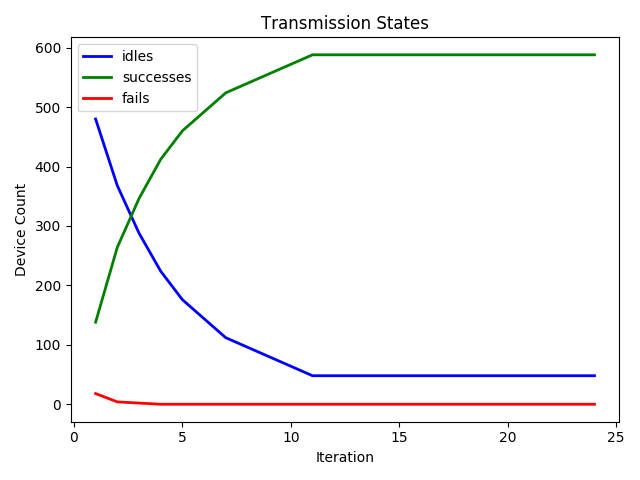 Transmission States
idles
successes
fails
Device Count
600
500
400
300
200
100
0
0 5 10 15 20 25
Iteration